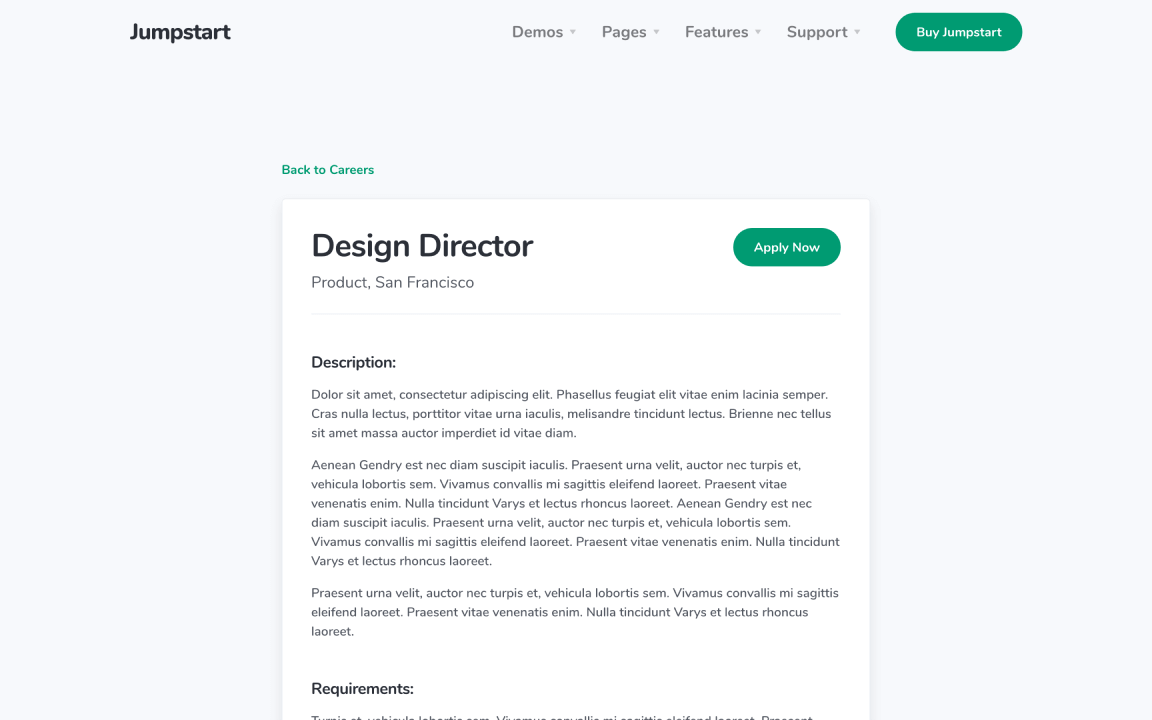 Jumpstart
Demos
Pages
Features
Support
Buy Jumpstart
Back to Careers
Design Director
Apply Now
Product, San Francisco
Description:
Dolor sit amet, consectetur adipiscing elit. Phasellus feugiat elit vitae enim lacinia semper.
Cras nulla lectus, porttitor vitae urna iaculis, melisandre tincidunt lectus. Brienne nec tellus
sit amet massa auctor imperdiet id vitae diam.
Aenean Gendry est nec diam suscipit iaculis. Praesent urna velit, auctor nec turpis et,
vehicula lobortis sem. Vivamus convallis mi sagittis eleifend laoreet. Praesent vitae
venenatis enim. Nulla tincidunt Varys et lectus rhoncus laoreet. Aenean Gendry est nec
diam suscipit iaculis. Praesent urna velit, auctor nec turpis et, vehicula lobortis sem.
Vivamus convallis mi sagittis eleifend laoreet. Praesent vitae venenatis enim. Nulla tincidunt
Varys et lectus rhoncus laoreet.
Praesent urna velit, auctor nec turpis et, vehicula lobortis sem. Vivamus convallis mi sagittis
eleifend laoreet. Praesent vitae venenatis enim. Nulla tincidunt Varys et lectus rhoncus
laoreet.
Requirements: